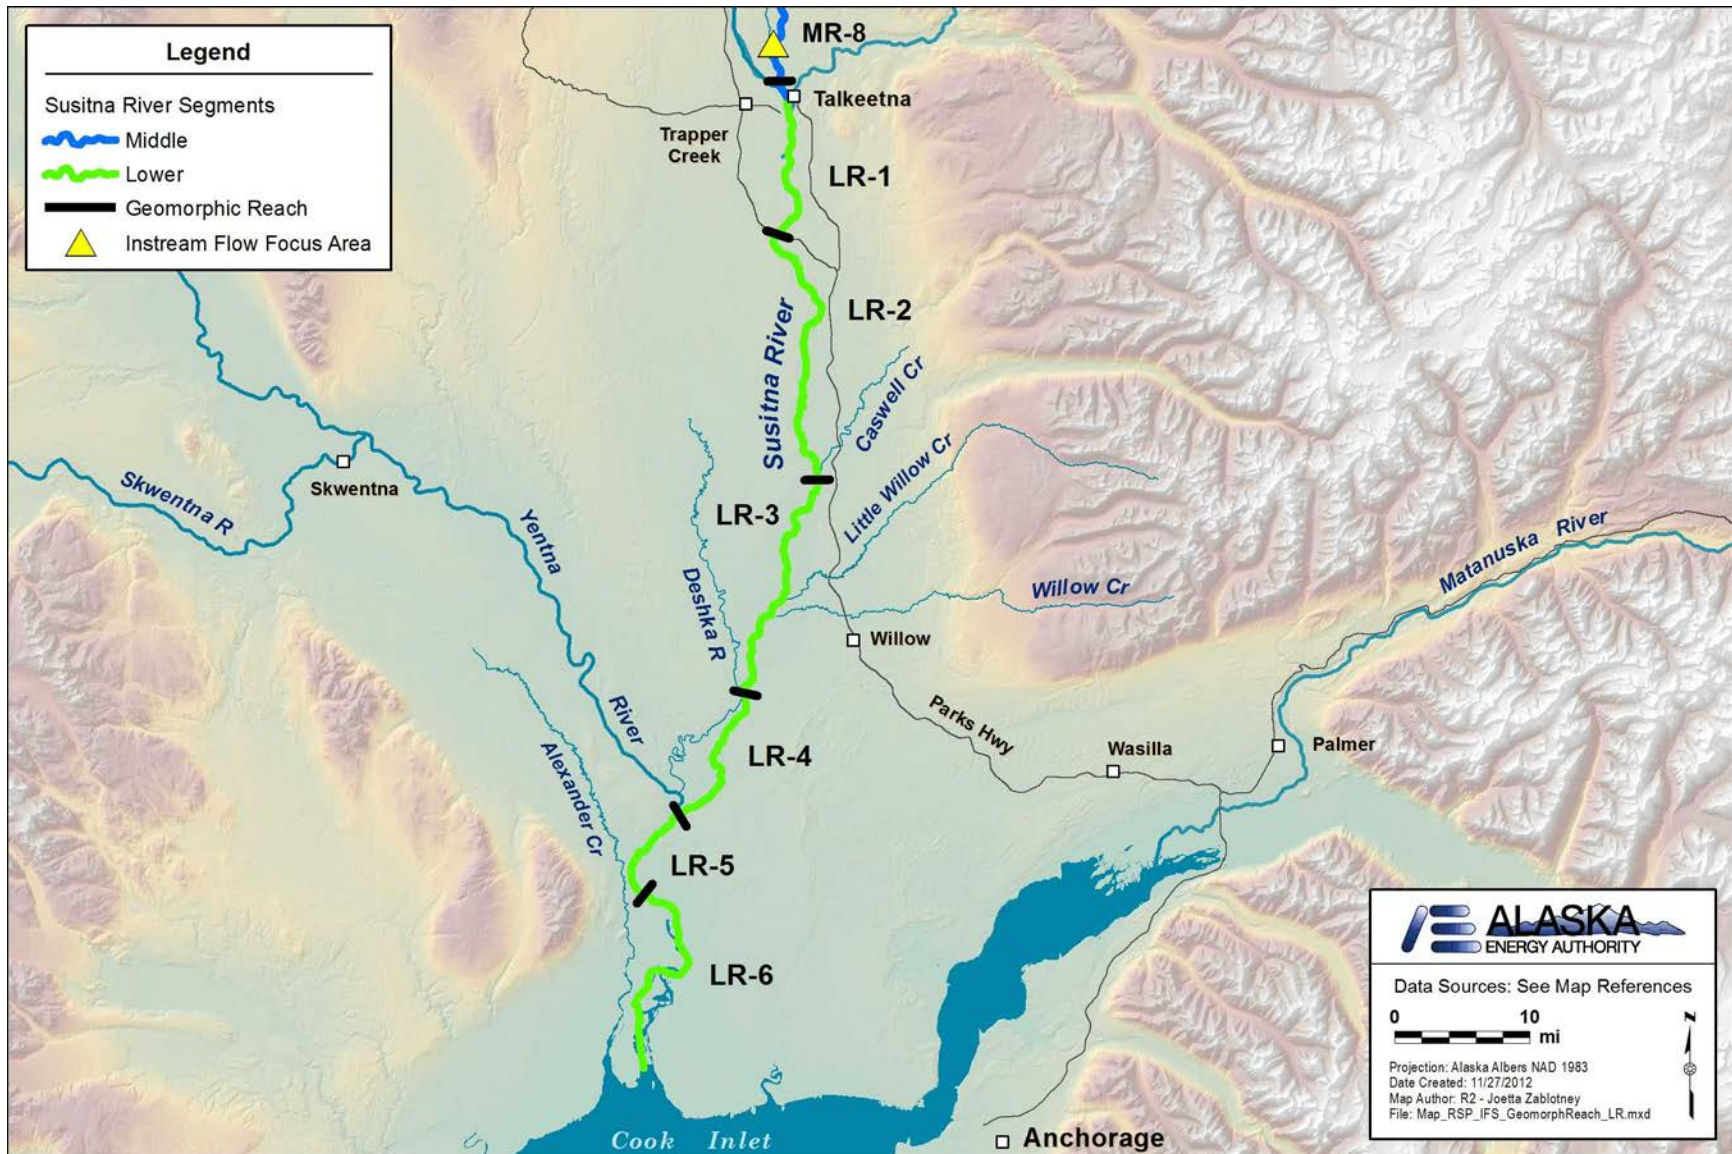 Legend
Susitna River Segments
Middle
Lower
Geomorphic Reach
Instream Flow Focus Area
MR-8
Talkeetna
Trapper
Creek
LR-1
LR-2
Susitna River
Caswell Cr
Little Willow Cr
Skwentna R
Skwentna
Yentna
River
LR-3
Deshka R
Willow Cr
Matanuska River
Willow
Parks Hwy
Wasilla
Palmer
LR-4
Alexander Cr
LR-5
LR-6
Cook Inlet
Anchorage
ALASKA
ENERGY AUTHORITY
Data Sources: See Map References
0 10
mi
N
Projection: Alaska Albers NAD 1983
Date Created: 11/27/2012
Map Author: R2 - Joetta Zablotney
File: Map_RSP_IFS_GeomorphReach_LR.mxd